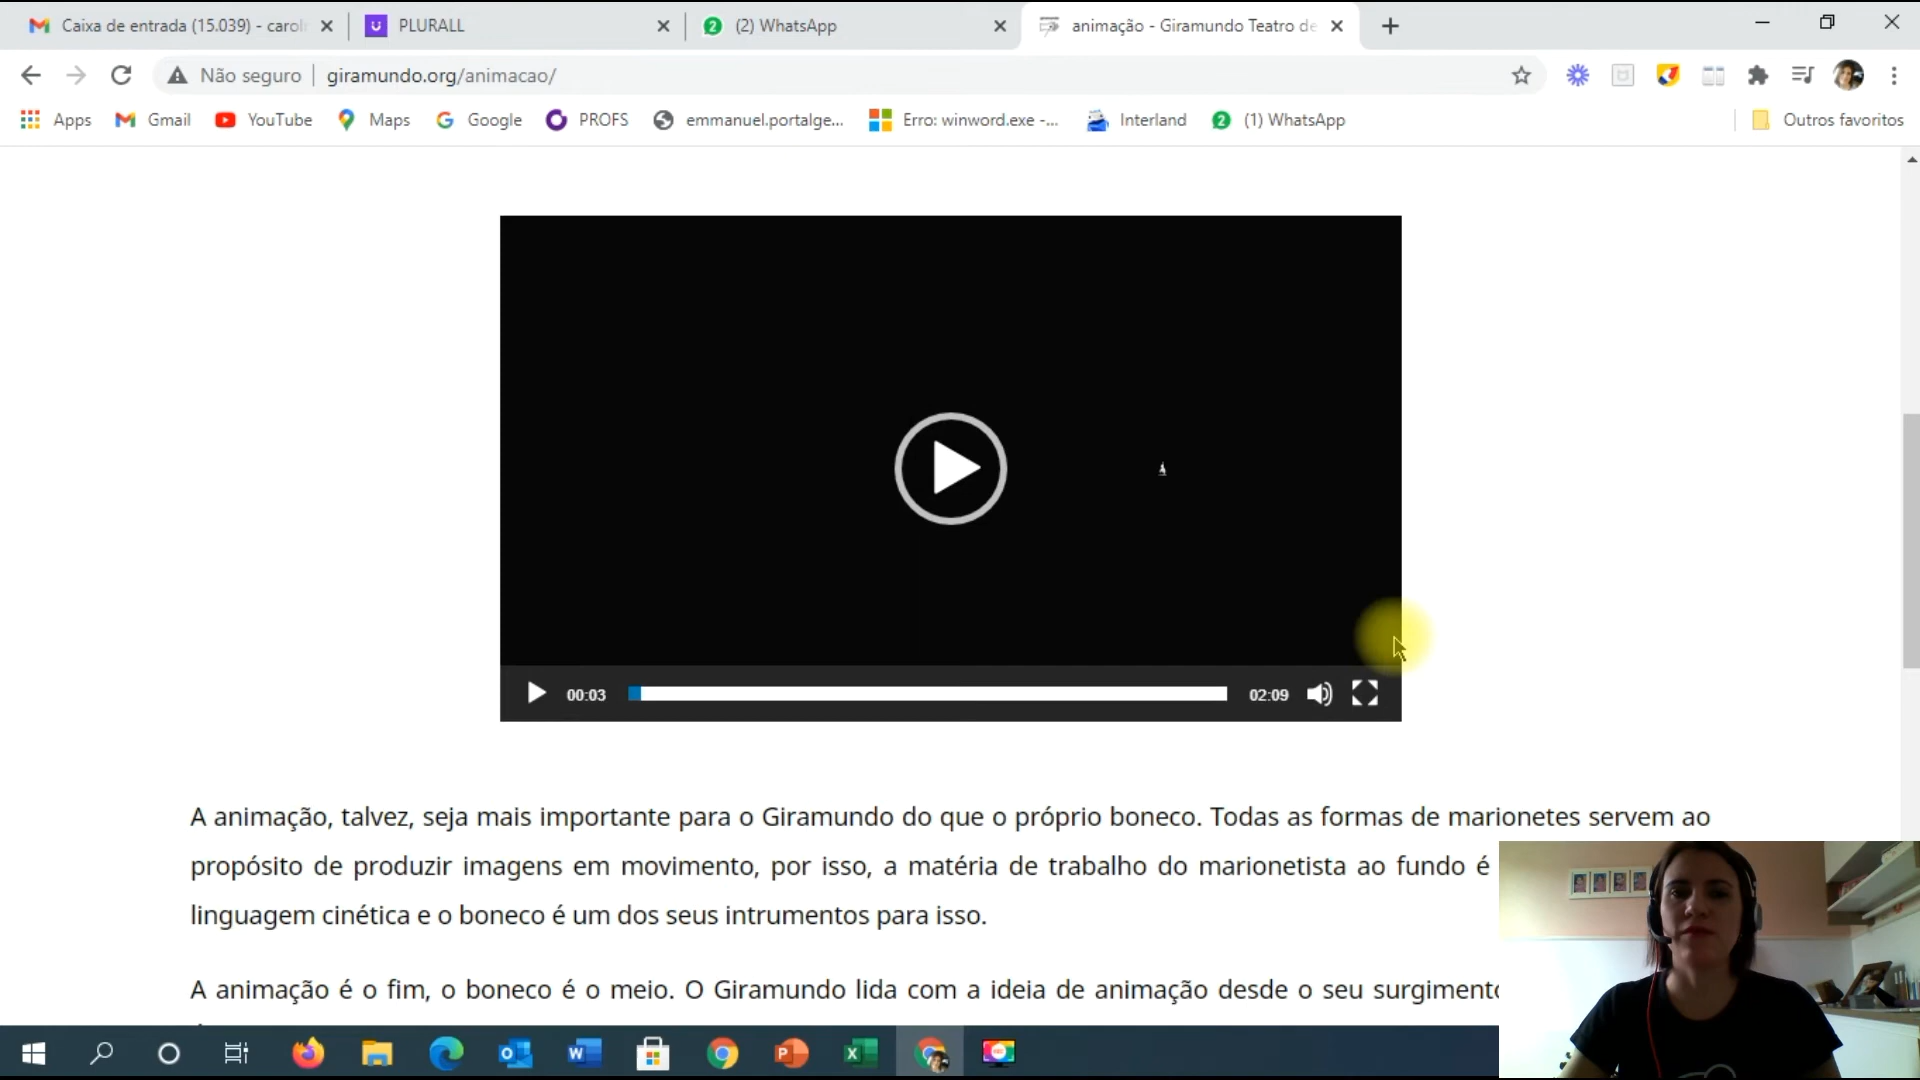 Caixa de entrada (15.039) - carol
PLURALL
(2) WhatsApp
animação - Giramundo Teatro de
Não seguro
giramundo.org/animacao/
Apps
Gmail
YouTube
Maps
Google
PROFS
emmanuel.portalge...
Erro: winword.exe -...
Interland
(1) WhatsApp
Outros favoritos
00:03
02:09
A animação, talvez, seja mais importante para o Giramundo do que o próprio boneco. Todas as formas de marionetes servem ao
propósito de produzir imagens em movimento, por isso, a matéria de trabalho do marionetista ao fundo é
linguagem cinética e o boneco é um dos seus intrumentos para isso.
A animação é o fim, o boneco é o meio. O Giramundo lida com a ideia de animação desde o seu surgimento